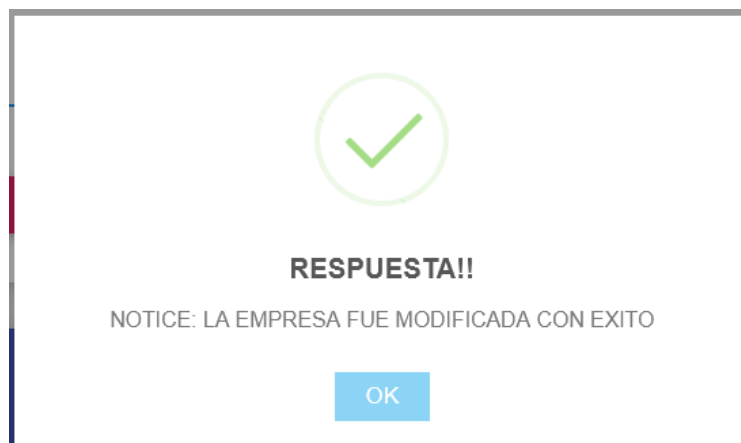 RESPUESTA!!
NOTICE: LA EMPRESA FUE MODIFICADA CON EXITO
OK